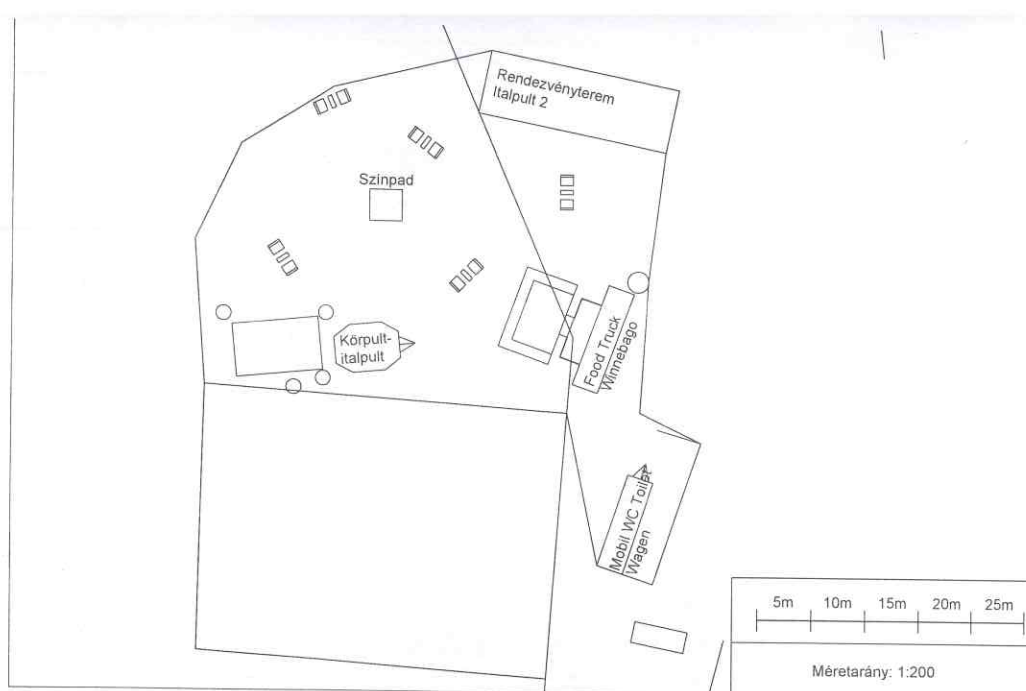 Rendezvényterem
Italpult 2
Szinpad
Körpult-
italpult
Food Truck
Winnebago
Mobil WC Toilet
Wagen
5m 10m 15m 20m 25m
Méretarány: 1:200